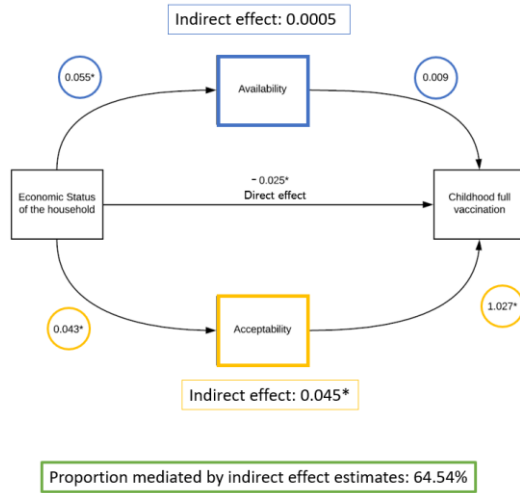 Indirect effect: 0.0005
0.055*
Availability
0.009
Economic Status
of the household
– 0.025*
Direct effect
Childhood full
vaccination
0.043*
Acceptability
1.027*
Indirect effect: 0.045*
Proportion mediated by indirect effect estimates: 64.54%